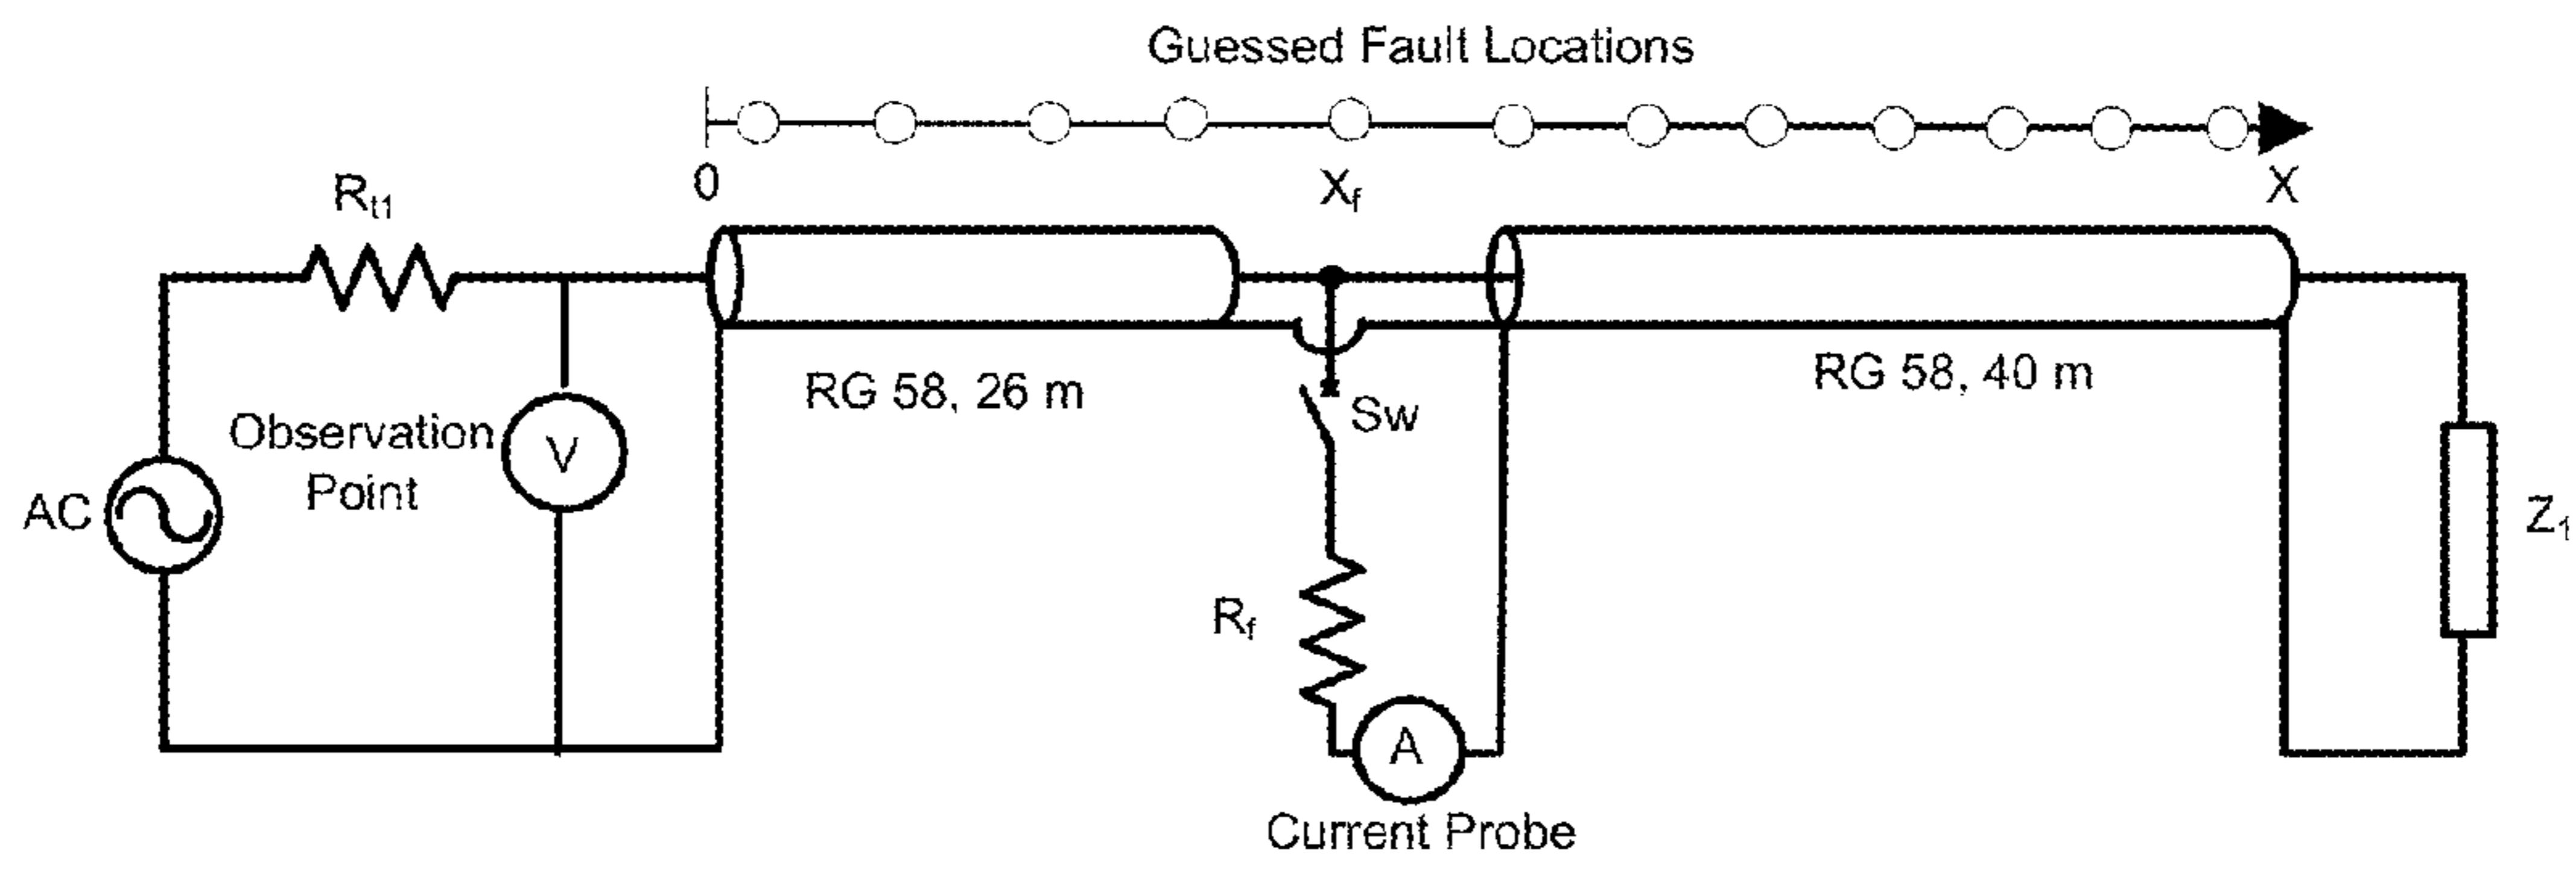 Guessed Fault Locations
0
Xf
X
Rt1
RG 58, 26 m
RG 58, 40 m
Observation
Point
V
AC
Sw
Rf
A
Current Probe
Z1